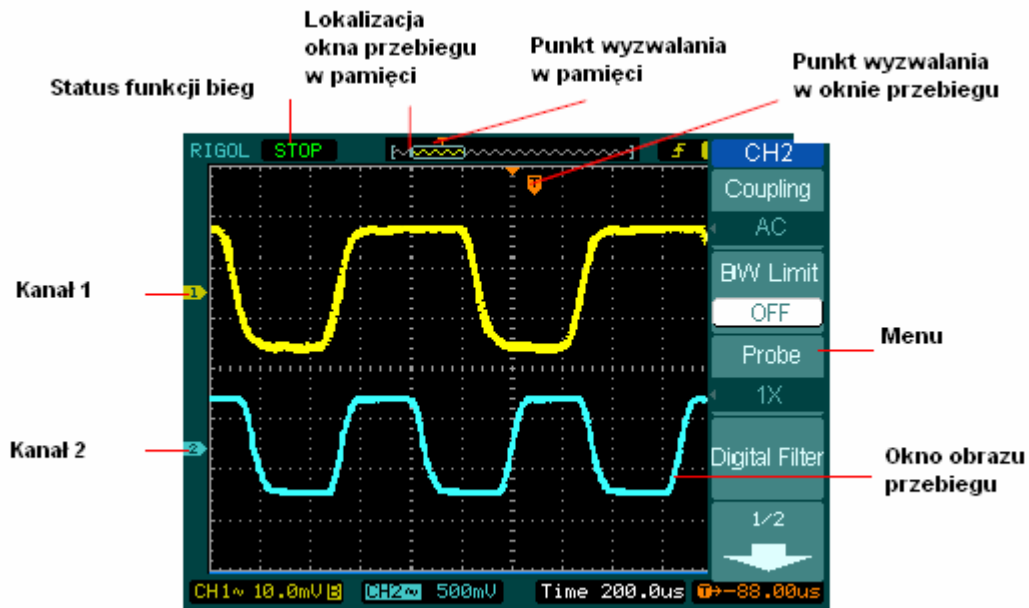 Lokalizacja
okna przebiegu
w pamięci
Punkt wyzwalania
w pamięci
Punkt wyzwalania
w oknie przebiegu
Status funkcji bieg
RIGOL STOP
T
CH2
Coupling
AC
BW Limit
OFF
Probe
1X
Digital Filter
1/2
Kanał 1
1
Menu
Kanał 2
2
Okno obrazu
przebiegu
CH1~ 10.0mV B CH2~ 500mV Time 200.0us T→-88.00us